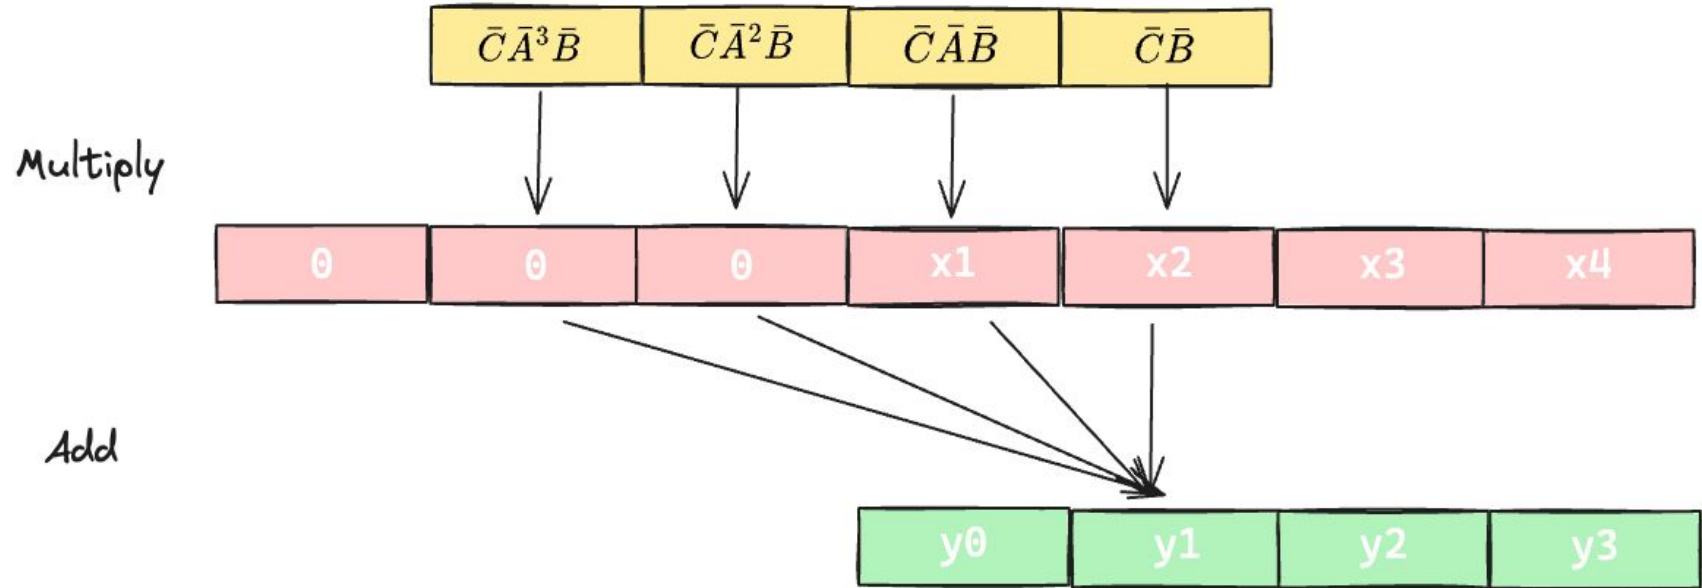 C̄Ā³B̄ C̄Ā²B̄ C̄ĀB̄ C̄B̄
Multiply
0 0 0 x1 x2 x3 x4
Add
y0 y1 y2 y3